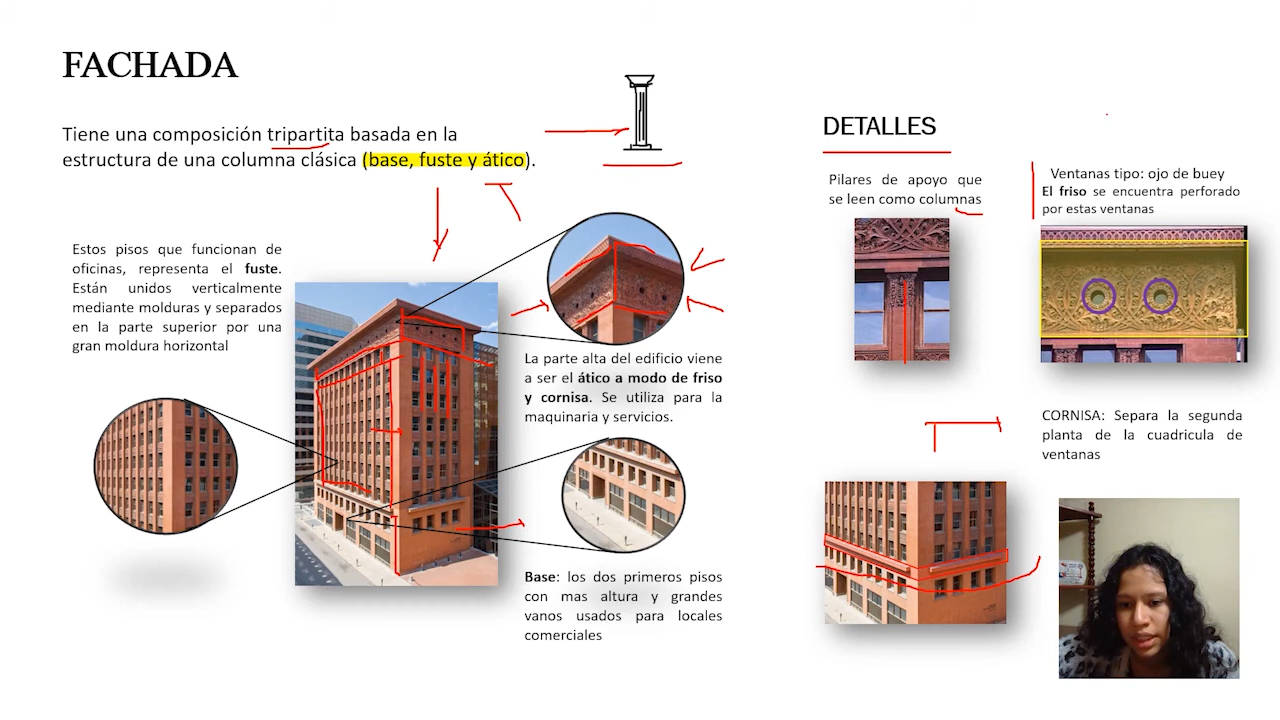 FACHADA
Tiene una composición tripartita basada en la
estructura de una columna clásica (base, fuste y ático).
Estos pisos que funcionan de
oficinas, representa el fuste.
Están unidos verticalmente
mediante molduras y separados
en la parte superior por una
gran moldura horizontal
La parte alta del edificio viene
a ser el ático a modo de friso
y cornisa. Se utiliza para la
maquinaria y servicios.
Base: los dos primeros pisos
con mas altura y grandes
vanos usados para locales
comerciales
DETALLES
Pilares de apoyo que
se leen como columnas
Ventanas tipo: ojo de buey
El friso se encuentra perforado
por estas ventanas
CORNISA: Separa la segunda
planta de la cuadricula de
ventanas